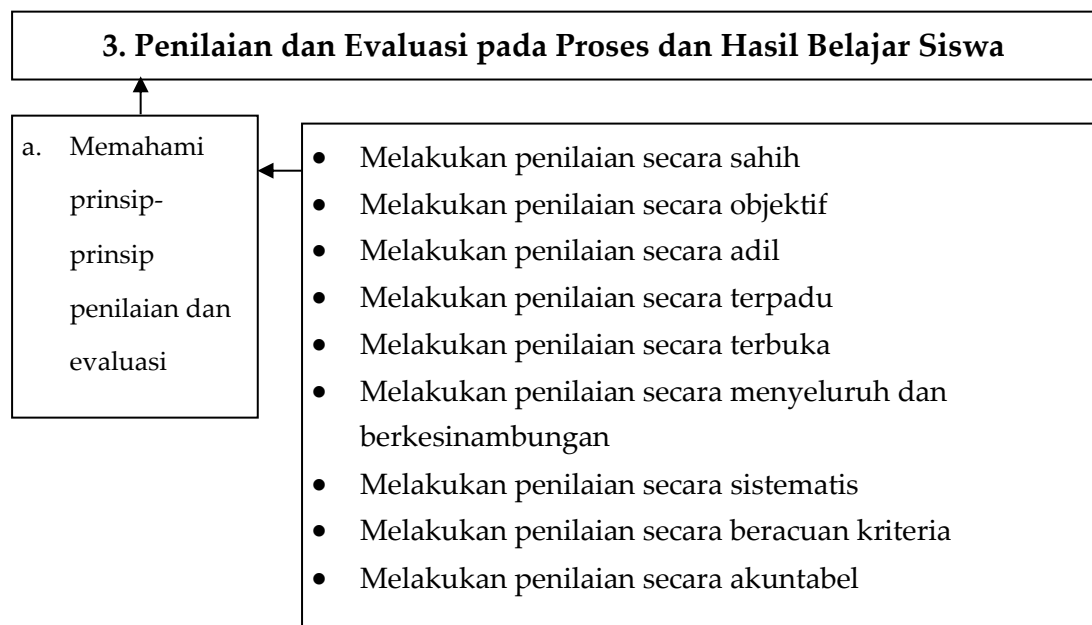 3. Penilaian dan Evaluasi pada Proses dan Hasil Belajar Siswa
a. Memahami
prinsip-
prinsip
penilaian dan
evaluasi
• Melakukan penilaian secara sahih
• Melakukan penilaian secara objektif
• Melakukan penilaian secara adil
• Melakukan penilaian secara terpadu
• Melakukan penilaian secara terbuka
• Melakukan penilaian secara menyeluruh dan
berkesinambungan
• Melakukan penilaian secara sistematis
• Melakukan penilaian secara beracuan kriteria
• Melakukan penilaian secara akuntabel